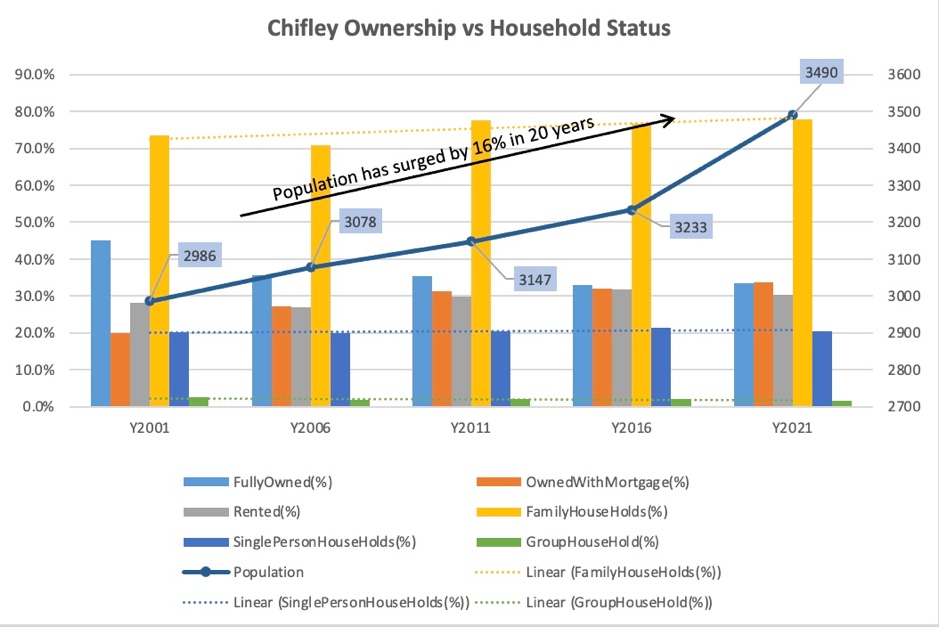 Chifley Ownership vs Household Status
90.0%
80.0%
70.0%
60.0%
50.0%
40.0%
30.0%
20.0%
10.0%
0.0%
3600
3500
3400
3300
3200
3100
3000
2900
2800
2700
Population has surged by 16% in 20 years
2986
3078
3147
3233
3490
Y2001
Y2006
Y2011
Y2016
Y2021
FullyOwned(%)
OwnedWithMortgage(%)
Rented(%)
FamilyHouseHolds(%)
SinglePersonHouseHolds(%)
GroupHouseHold(%)
Population
Linear (FamilyHouseHolds(%))
Linear (SinglePersonHouseHolds(%))
Linear (GroupHouseHold(%))